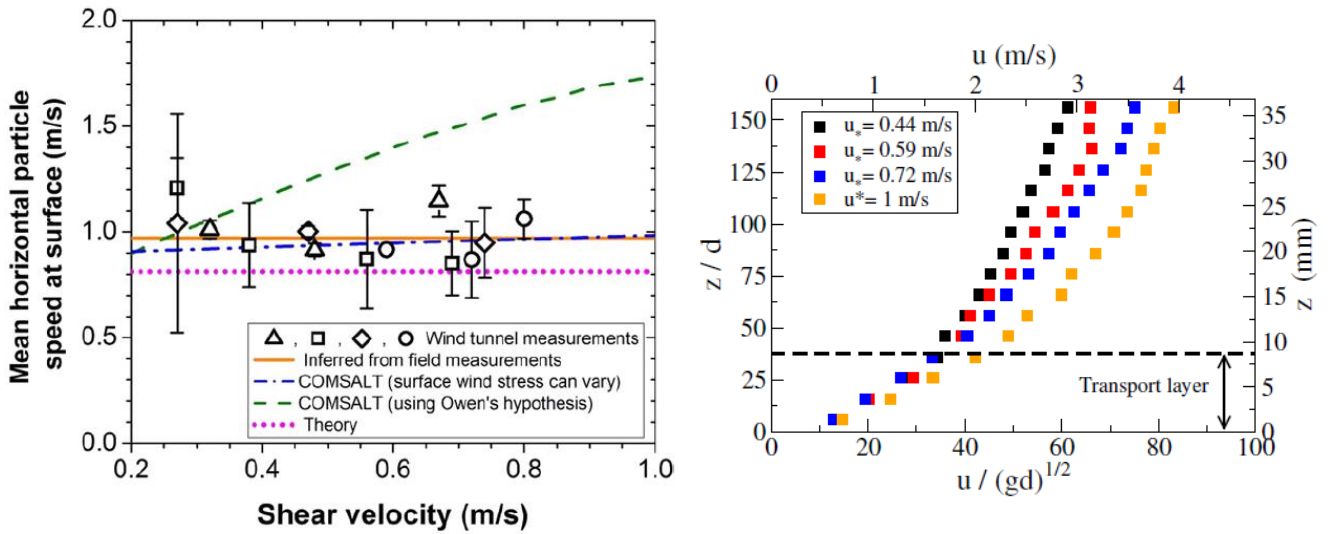 Mean horizontal particle
speed at surface (m/s)
2.0
1.5
1.0
0.5
0.0
0.2
0.4
0.6
0.8
1.0
Shear velocity (m/s)
, , , Wind tunnel measurements
Inferred from field measurements
COMSALT (surface wind stress can vary)
COMSALT (using Owen's hypothesis)
Theory
u (m/s)
0
1
2
3
4
z / d
150
125
100
75
50
25
0
u*= 0.44 m/s
u*= 0.59 m/s
u*= 0.72 m/s
u*= 1 m/s
Transport layer
35
30
25
20
15
10
5
0
z (mm)
0
20
40
60
80
100
u / (gd)^1/2